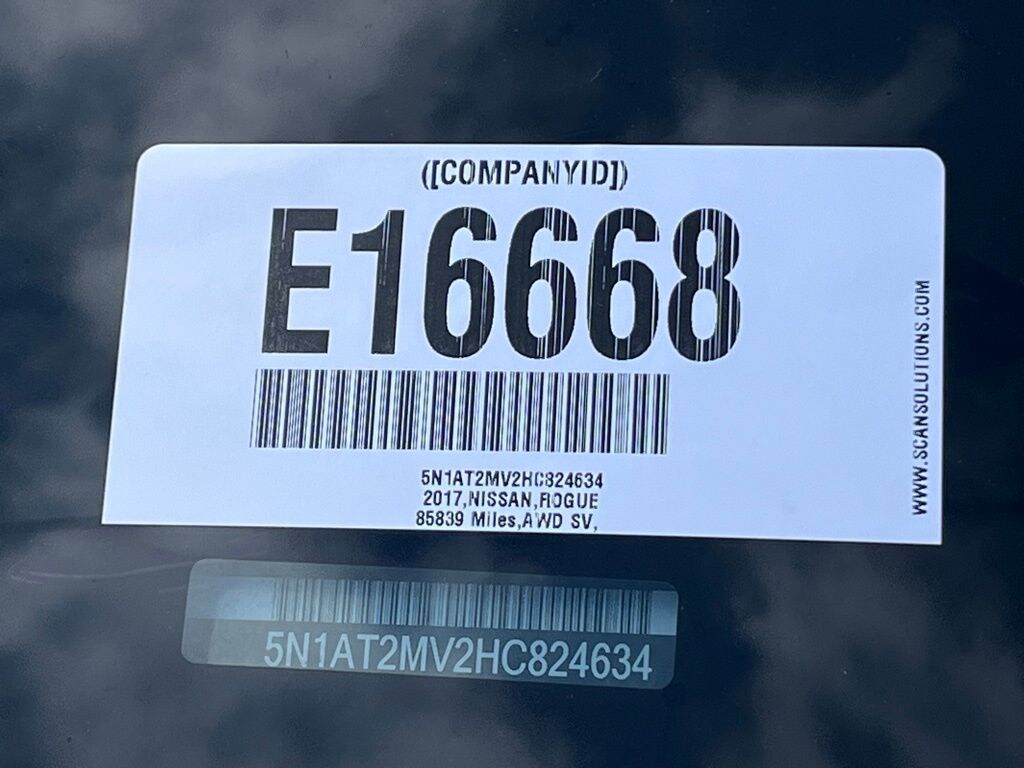 ([COMPANYID])
E16668
5N1AT2MV2HC824634
2017,NISSAN,ROGUE
85839 Miles,AWD SV,
WWW.SCANSOLUTIONS.COM
5N1AT2MV2HC824634